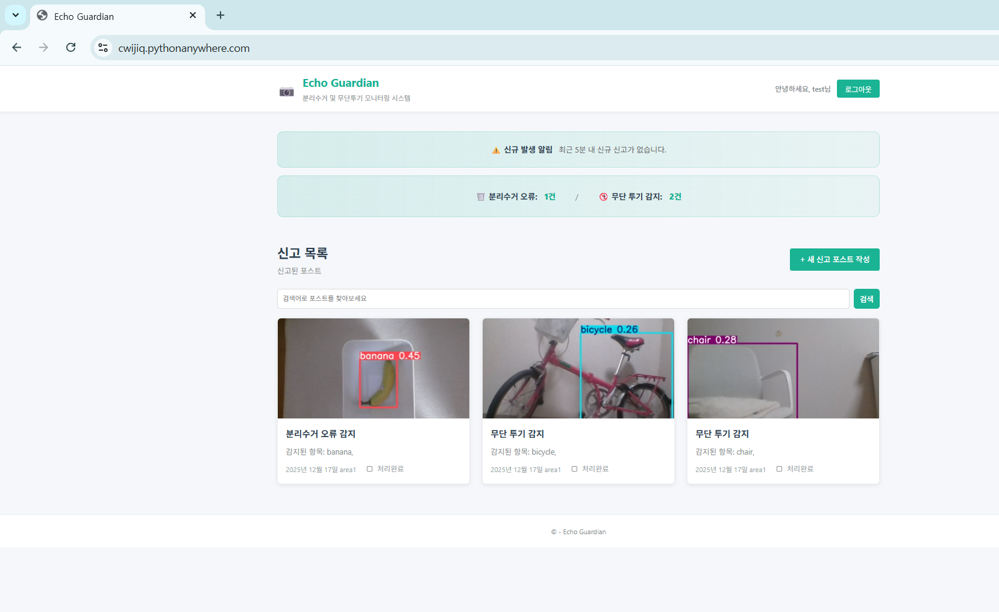 Echo Guardian
cwijiq.pythonanywhere.com
Echo Guardian
분리수거 및 무단투기 모니터링 시스템
안녕하세요, test님
로그아웃
신규 발생 알림 최근 5분 내 신규 신고가 없습니다.
분리수거 오류: 1건 / 무단 투기 감지: 2건
신고 목록
신고된 포스트
+ 새 신고 포스트 작성
검색어로 포스트를 찾아보세요
검색
banana 0.45
분리수거 오류 감지
감지된 항목: banana,
2025년 12월 17일 area1 처리완료
bicycle 0.26
무단 투기 감지
감지된 항목: bicycle,
2025년 12월 17일 area1 처리완료
chair 0.28
무단 투기 감지
감지된 항목: chair,
2025년 12월 17일 area1 처리완료
© - Echo Guardian